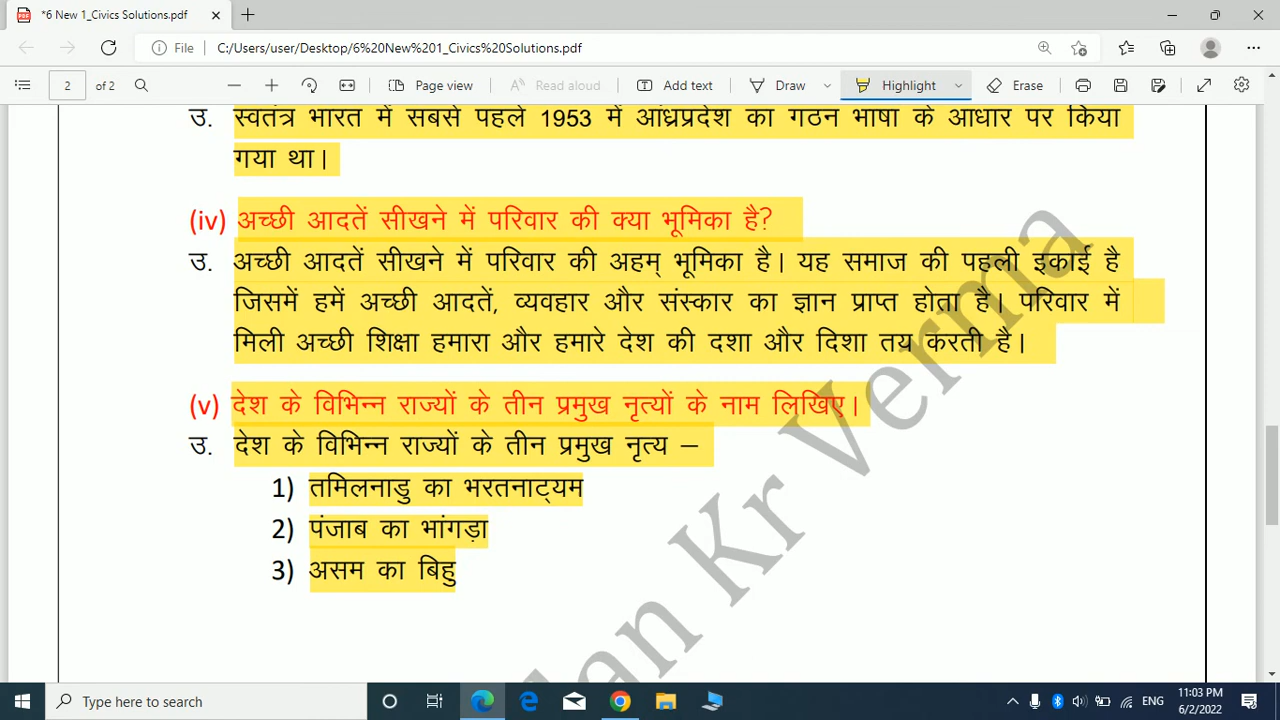 *6 New 1_Civics Solutions.pdf
File C:/Users/user/Desktop/6%20New%201_Civics%20Solutions.pdf
2 of 2 Page view Read aloud Add text Draw Highlight Erase
उ. स्वतंत्र भारत में सबसे पहले 1953 में आंध्रप्रदेश का गठन भाषा के आधार पर किया
गया था।
(iv) अच्छी आदतें सीखने में परिवार की क्या भूमिका है?
उ. अच्छी आदतें सीखने में परिवार की अहम् भूमिका है। यह समाज की पहली इकाई है
जिसमें हमें अच्छी आदतें, व्यवहार और संस्कार का ज्ञान प्राप्त होता है। परिवार में
मिली अच्छी शिक्षा हमारा और हमारे देश की दशा और दिशा तय करती है।
(v) देश के विभिन्न राज्यों के तीन प्रमुख नृत्यों के नाम लिखिए।
उ. देश के विभिन्न राज्यों के तीन प्रमुख नृत्य –
1) तमिलनाडु का भरतनाट्यम
2) पंजाब का भांगड़ा
3) असम का बिहु
Kr Verma
Type here to search
ENG
11:03 PM
6/2/2022